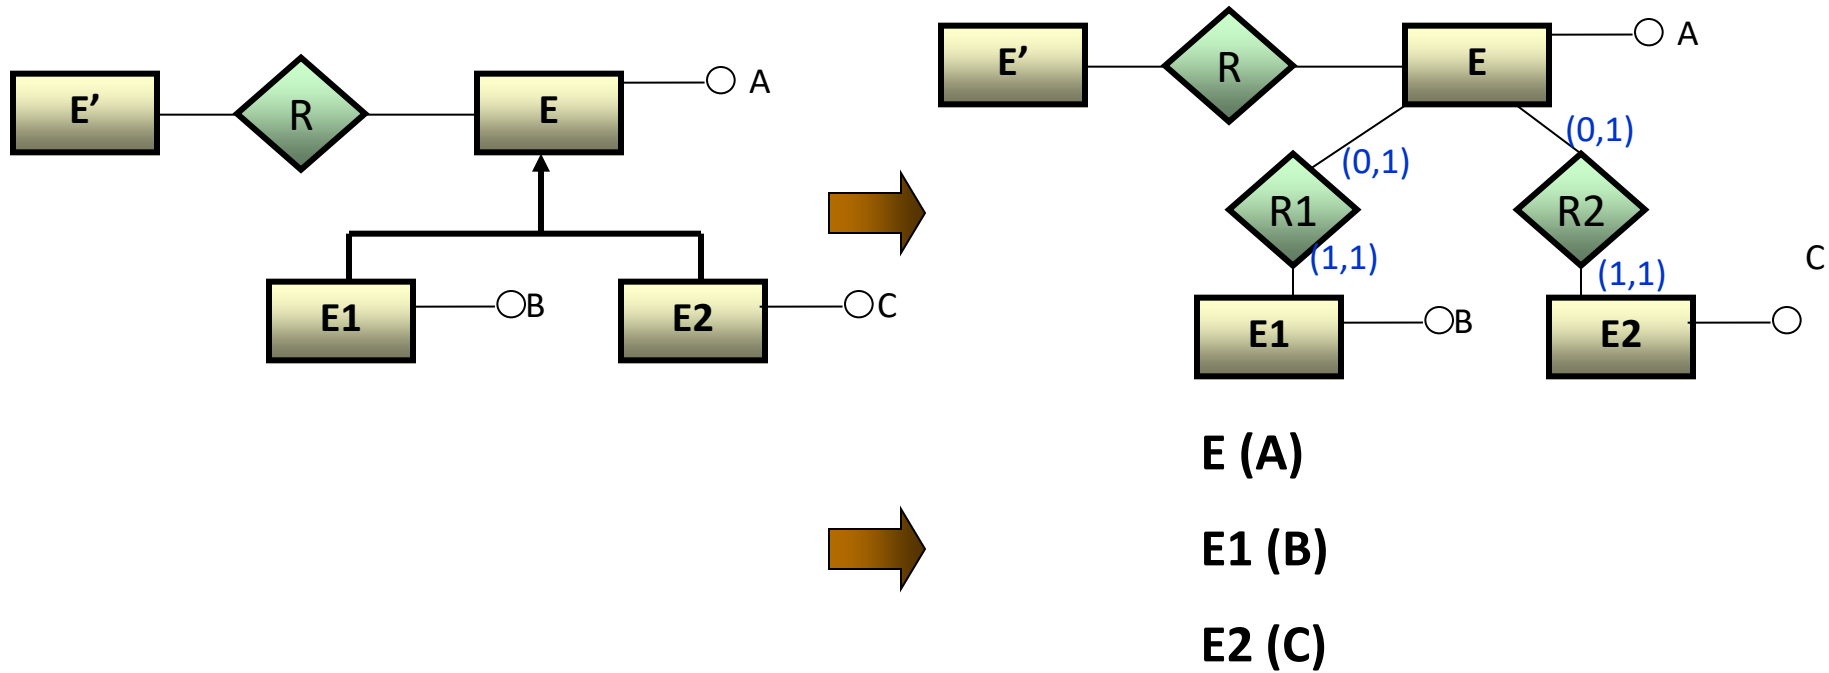 E’
R
E
A
E1
B
E2
C
E’
R
E
A
(0,1)
(0,1)
R1
R2
(1,1)
(1,1)
C
E1
B
E2
E (A)
E1 (B)
E2 (C)